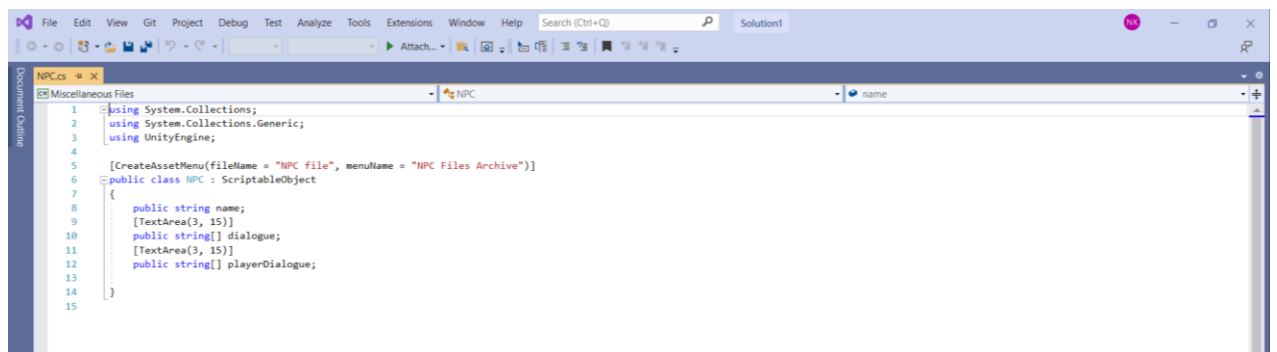 File Edit View Git Project Debug Test Analyze Tools Extensions Window Help Search (Ctrl+Q) Solution1 NK
Attach...
Document Outline
NPC.cs
C# Miscellaneous Files NPC name
1 using System.Collections;
2 using System.Collections.Generic;
3 using UnityEngine;
4
5 [CreateAssetMenu(fileName = "NPC file", menuName = "NPC Files Archive")]
6 public class NPC : ScriptableObject
7 {
8 public string name;
9 [TextArea(3, 15)]
10 public string[] dialogue;
11 [TextArea(3, 15)]
12 public string[] playerDialogue;
13
14 }
15